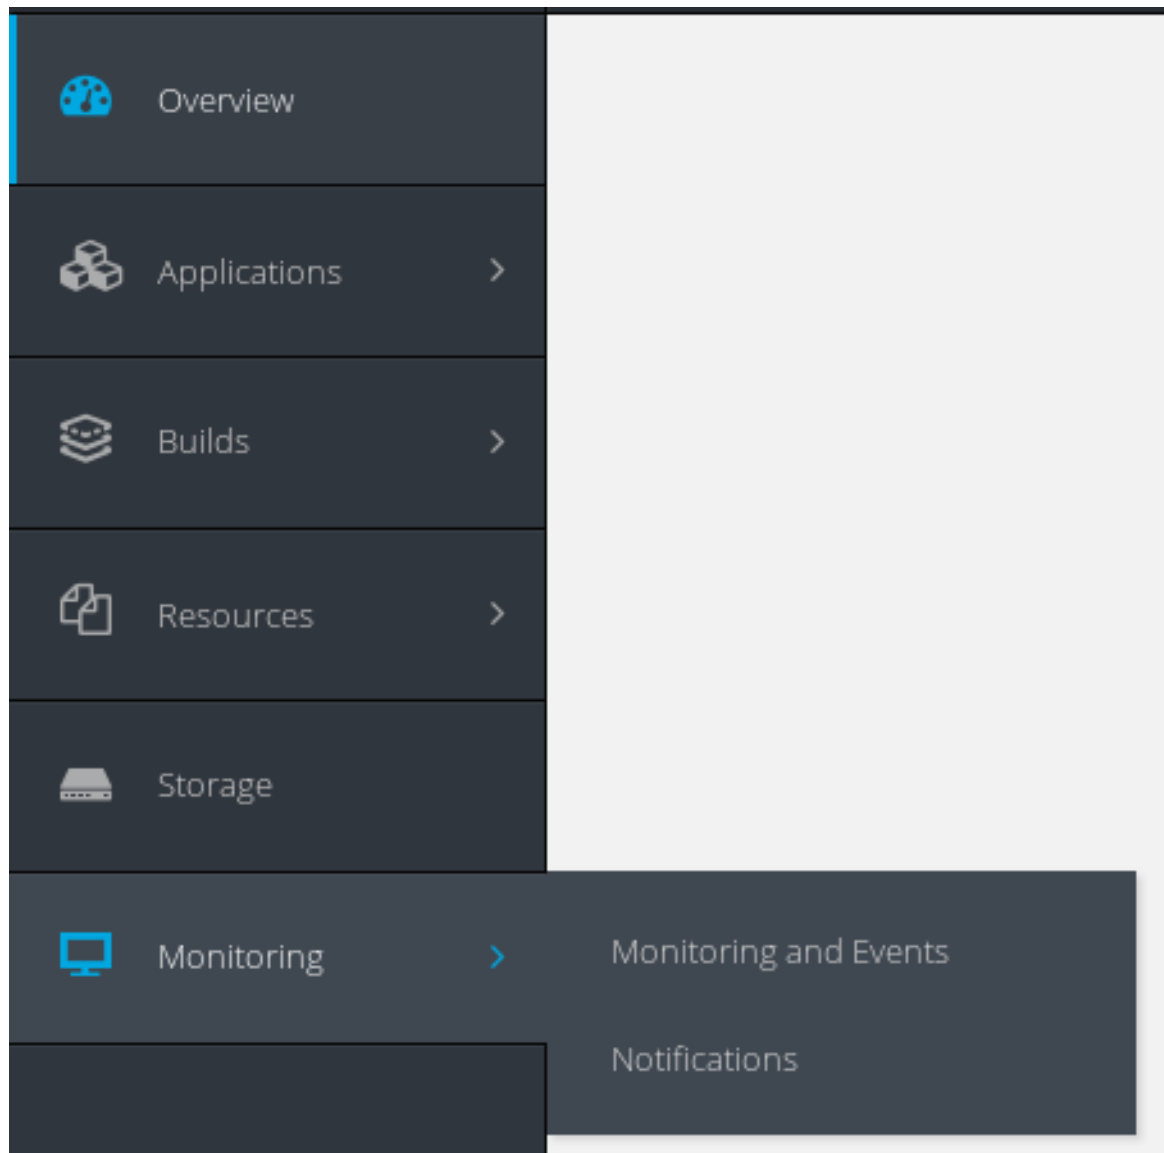 Overview
Applications
Builds
Resources
Storage
Monitoring
Monitoring and Events
Notifications